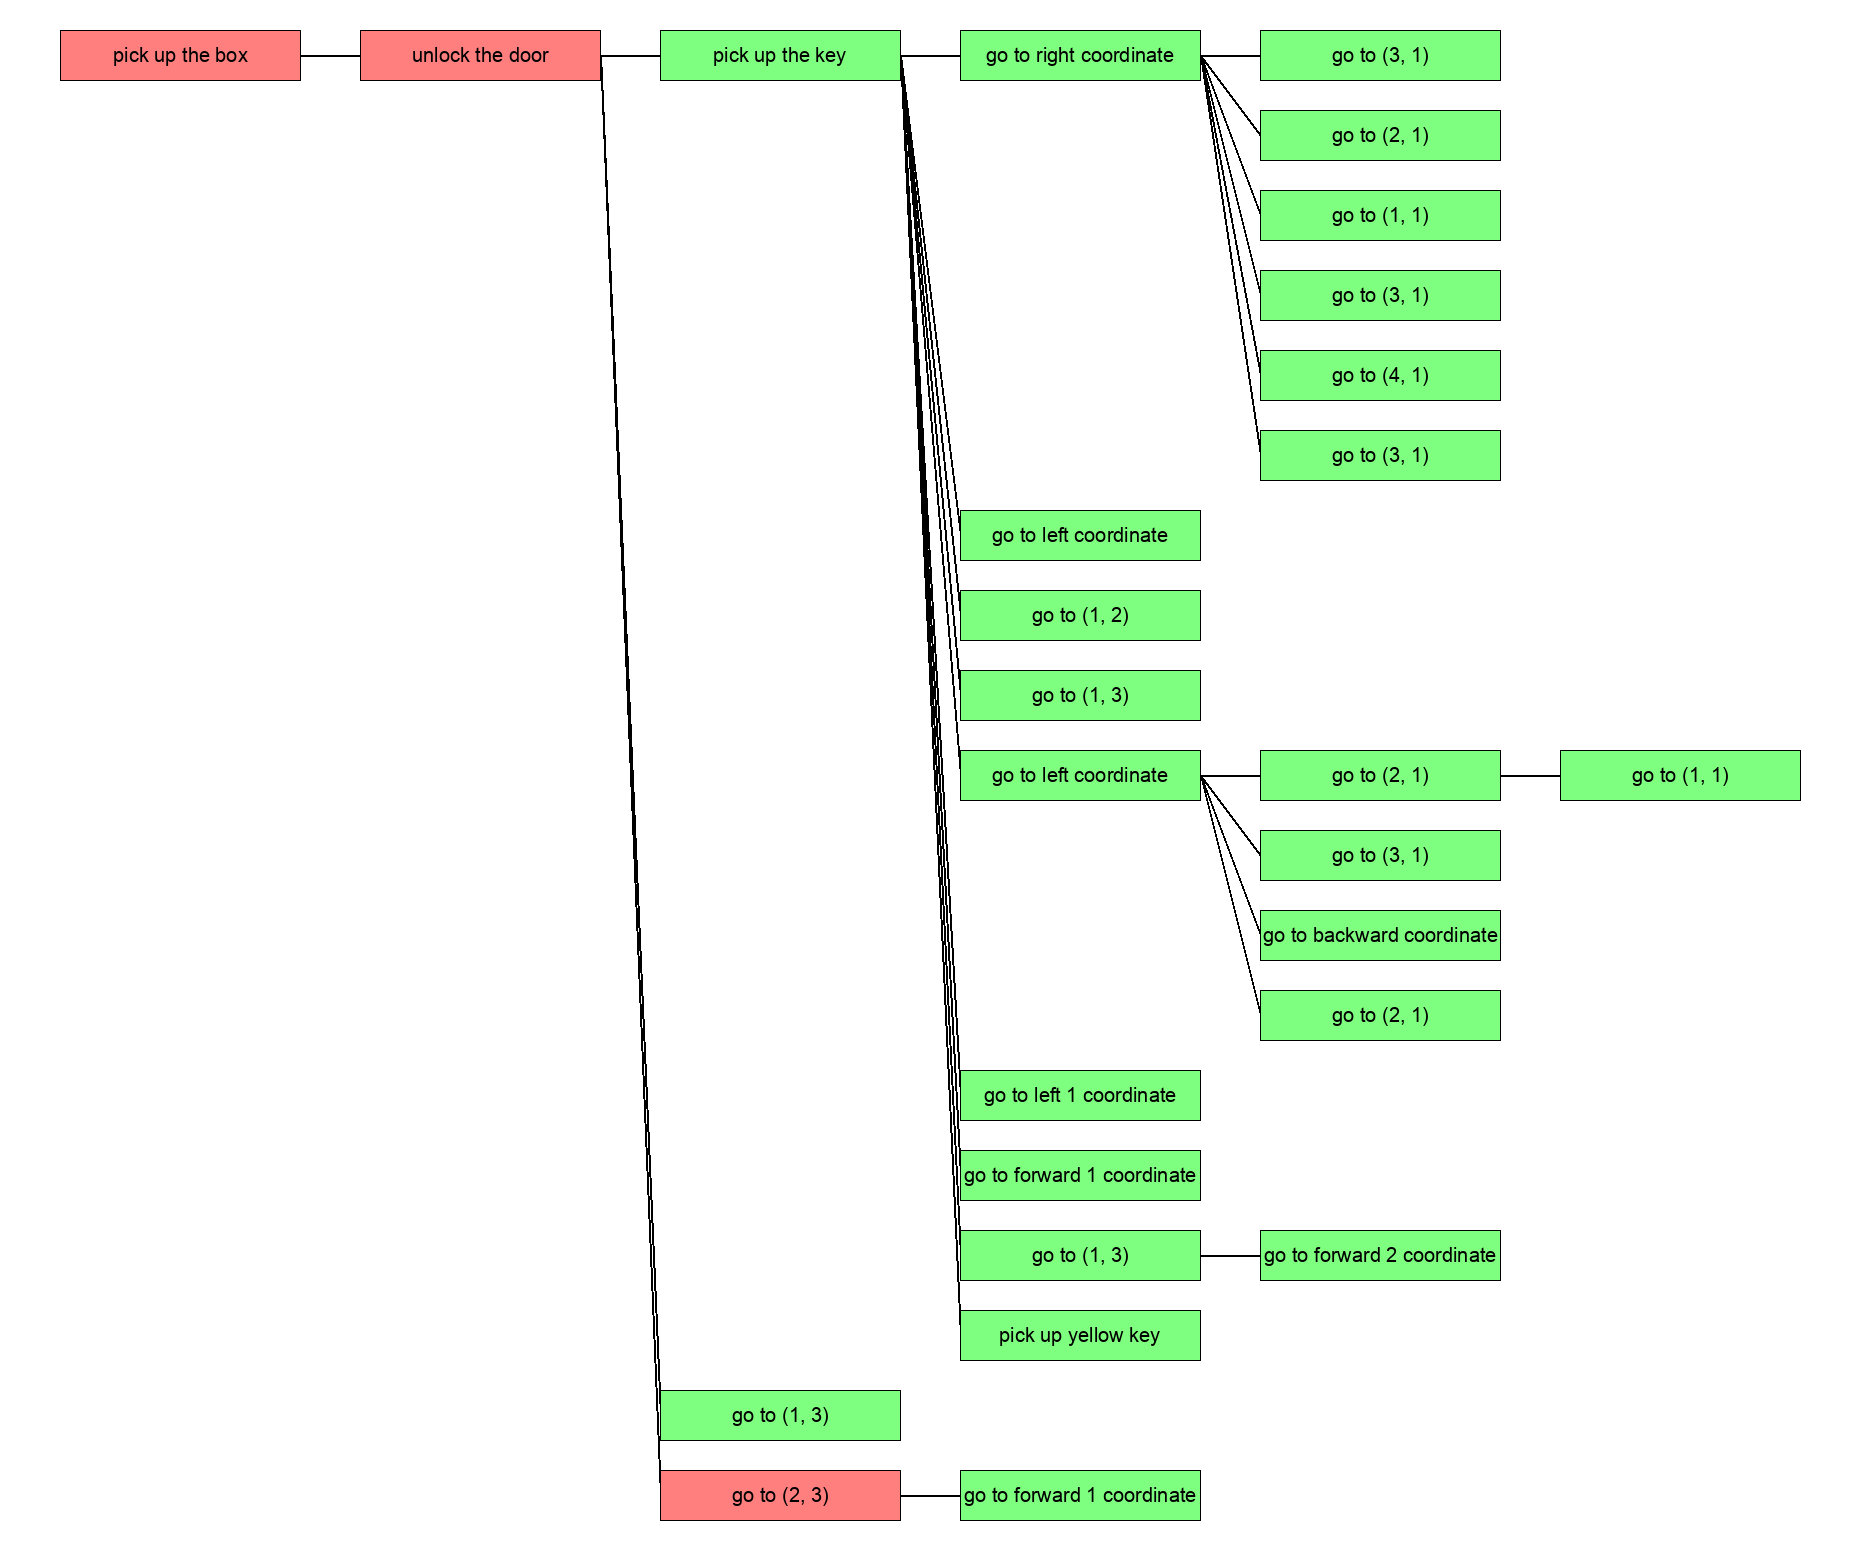 pick up the box
unlock the door
pick up the key
go to right coordinate
go to (3, 1)
go to (2, 1)
go to (1, 1)
go to (3, 1)
go to (4, 1)
go to (3, 1)
go to left coordinate
go to (1, 2)
go to (1, 3)
go to left coordinate
go to (2, 1)
go to (1, 1)
go to (3, 1)
go to backward coordinate
go to (2, 1)
go to left 1 coordinate
go to forward 1 coordinate
go to (1, 3)
go to forward 2 coordinate
pick up yellow key
go to (1, 3)
go to (2, 3)
go to forward 1 coordinate